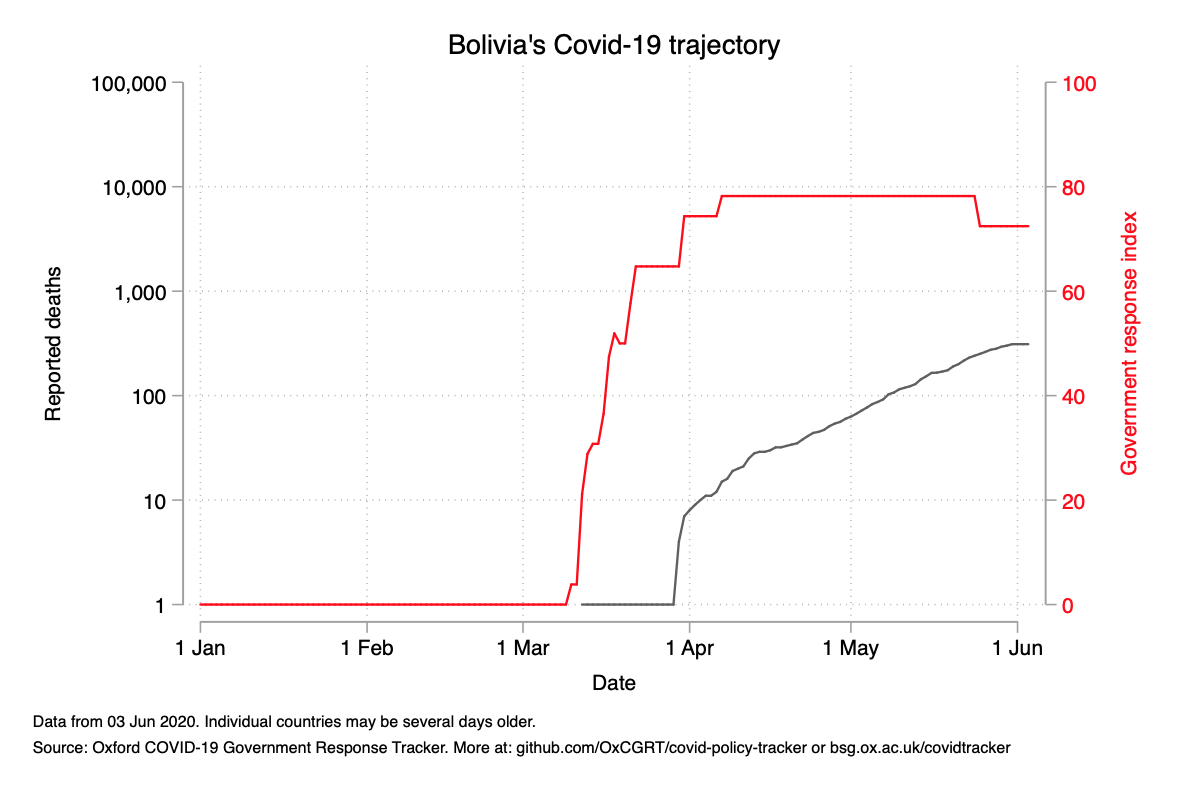 Bolivia's Covid-19 trajectory
100,000
10,000
1,000
100
10
1
Reported deaths
100
80
60
40
20
0
Government response index
1 Jan
1 Feb
1 Mar
1 Apr
1 May
1 Jun
Date
Data from 03 Jun 2020. Individual countries may be several days older.
Source: Oxford COVID-19 Government Response Tracker. More at: github.com/OxCGRT/covid-policy-tracker or bsg.ox.ac.uk/covidtracker